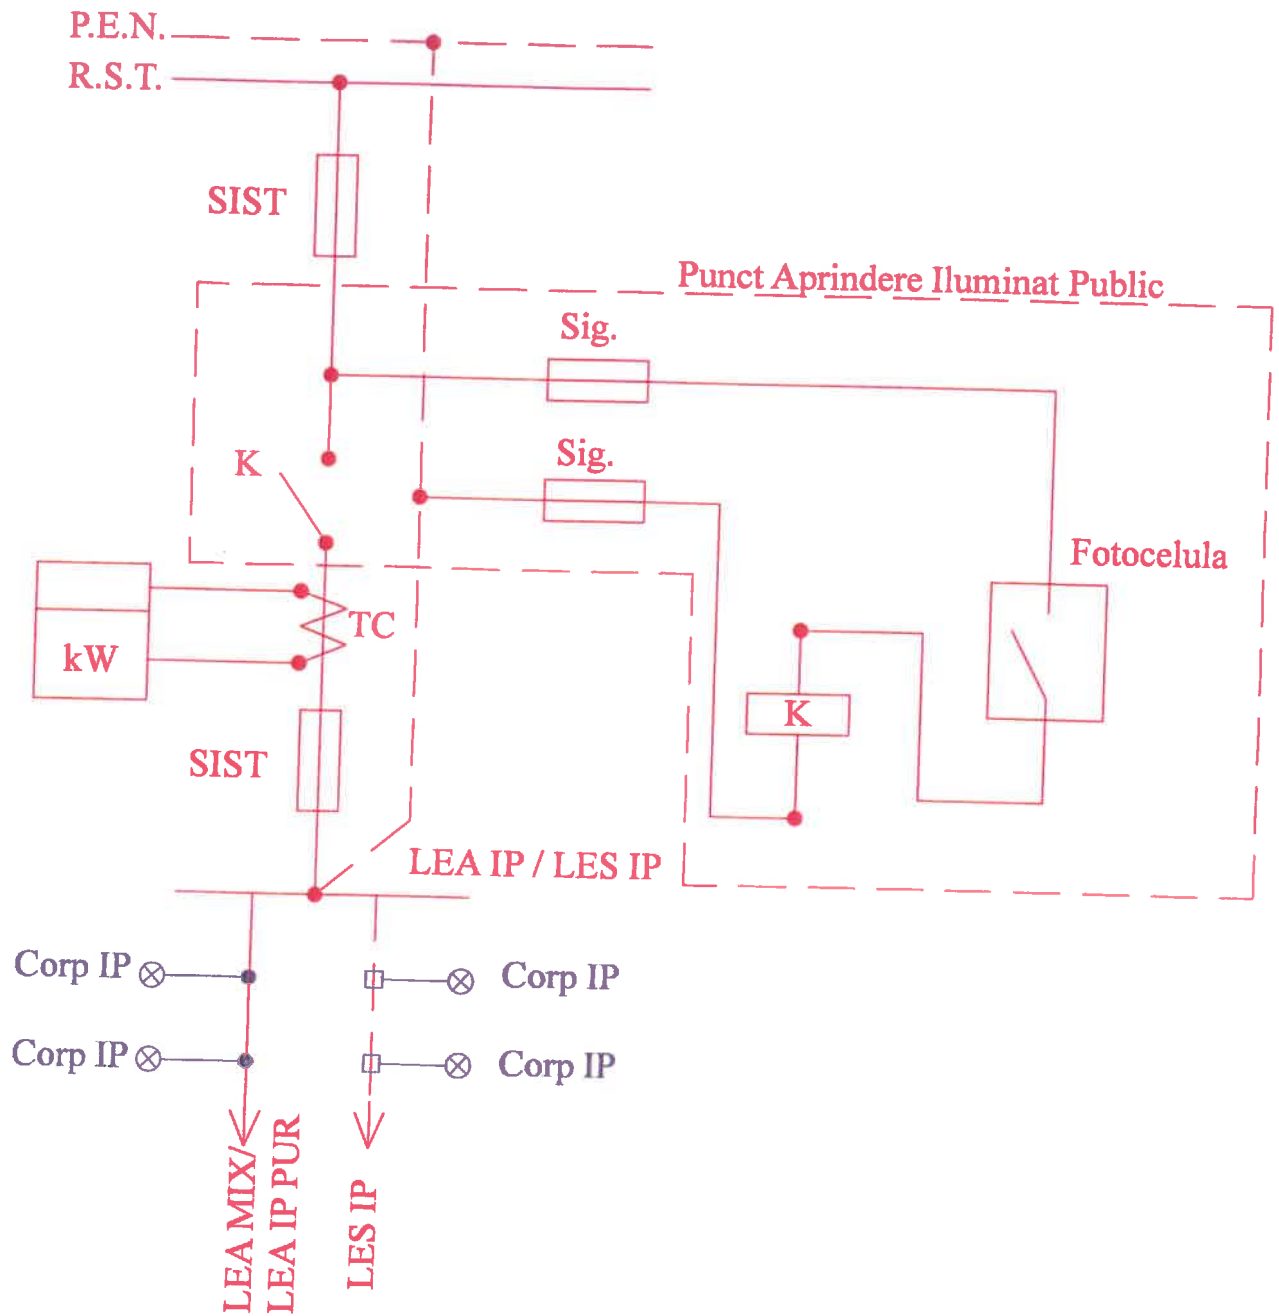 P.E.N.
R.S.T.
SIST
Punct Aprindere Iluminat Public
Sig.
K
Sig.
Fotocelula
TC
kW
K
SIST
LEA IP / LES IP
Corp IP
Corp IP
Corp IP
Corp IP
LEA MIX/
LEA IP PUR
LES IP